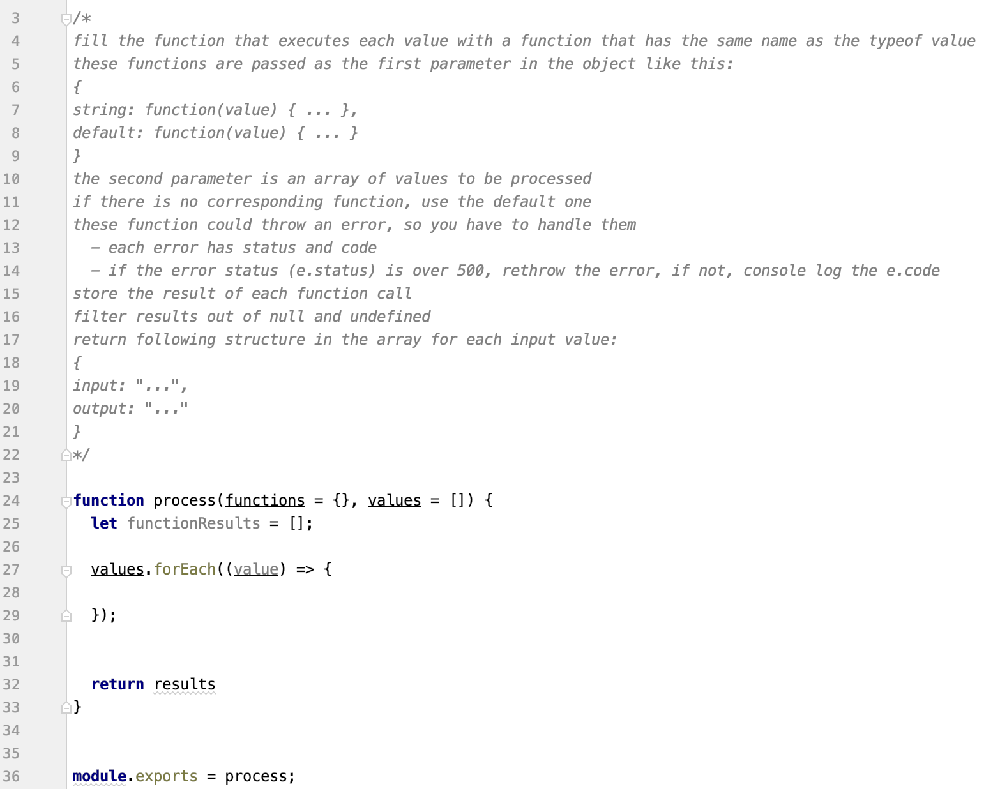 3 /*
4 fill the function that executes each value with a function that has the same name as the typeof value
5 these functions are passed as the first parameter in the object like this:
6 {
7 string: function(value) { ... },
8 default: function(value) { ... }
9 }
10 the second parameter is an array of values to be processed
11 if there is no corresponding function, use the default one
12 these function could throw an error, so you have to handle them
13   – each error has status and code
14   – if the error status (e.status) is over 500, rethrow the error, if not, console log the e.code
15 store the result of each function call
16 filter results out of null and undefined
17 return following structure in the array for each input value:
18 {
19 input: "...",
20 output: "..."
21 }
22 */
23
24 function process(functions = {}, values = []) {
25   let functionResults = [];
26
27   values.forEach((value) => {
28
29   });
30
31
32   return results
33 }
34
35
36 module.exports = process;